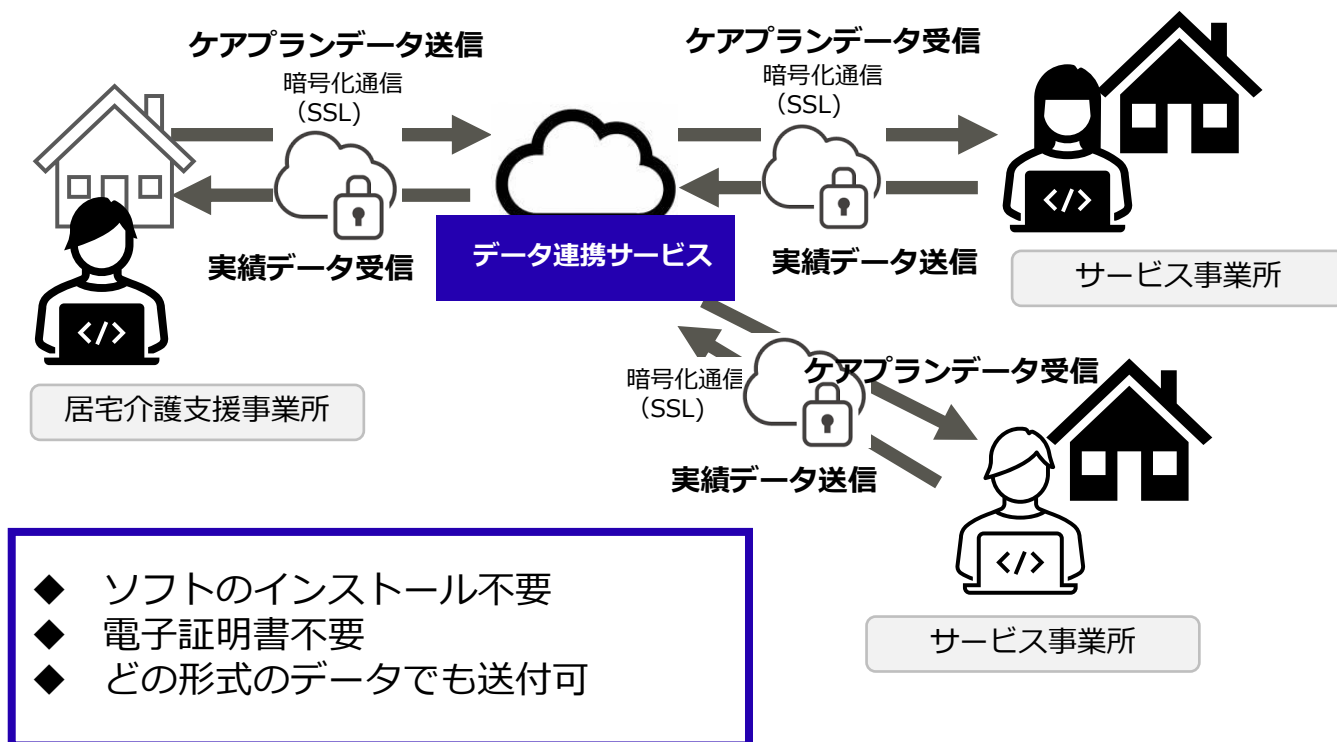 ケアプランデータ送信
暗号化通信
（SSL)
ケアプランデータ受信
暗号化通信
（SSL)
</>
実績データ受信
データ連携サービス
実績データ送信
サービス事業所
</>
居宅介護支援事業所
暗号化通信
（SSL)
ケアプランデータ受信
実績データ送信
</>
サービス事業所
◆ ソフトのインストール不要
◆ 電子証明書不要
◆ どの形式のデータでも送付可